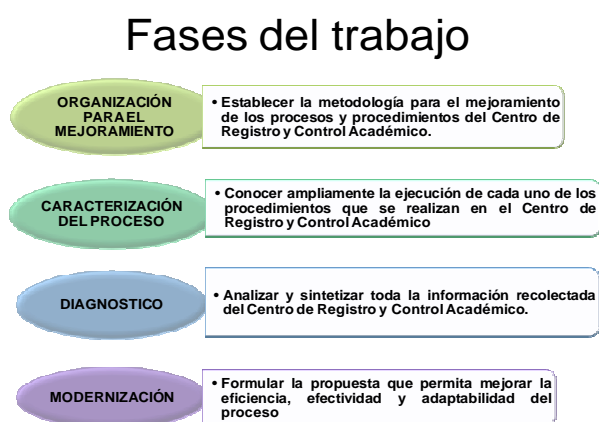 Fases del trabajo
ORGANIZACIÓN
PARA EL
MEJORAMIENTO
• Establecer la metodología para el mejoramiento
de los procesos y procedimientos del Centro de
Registro y Control Académico.
CARACTERIZACIÓN
DEL PROCESO
• Conocer ampliamente la ejecución de cada uno de los
procedimientos que se realizan en el Centro de
Registro y Control Académico
DIAGNOSTICO
• Analizar y sintetizar toda la información recolectada
del Centro de Registro y Control Académico.
MODERNIZACIÓN
• Formular la propuesta que permita mejorar la
eficiencia, efectividad y adaptabilidad del
proceso